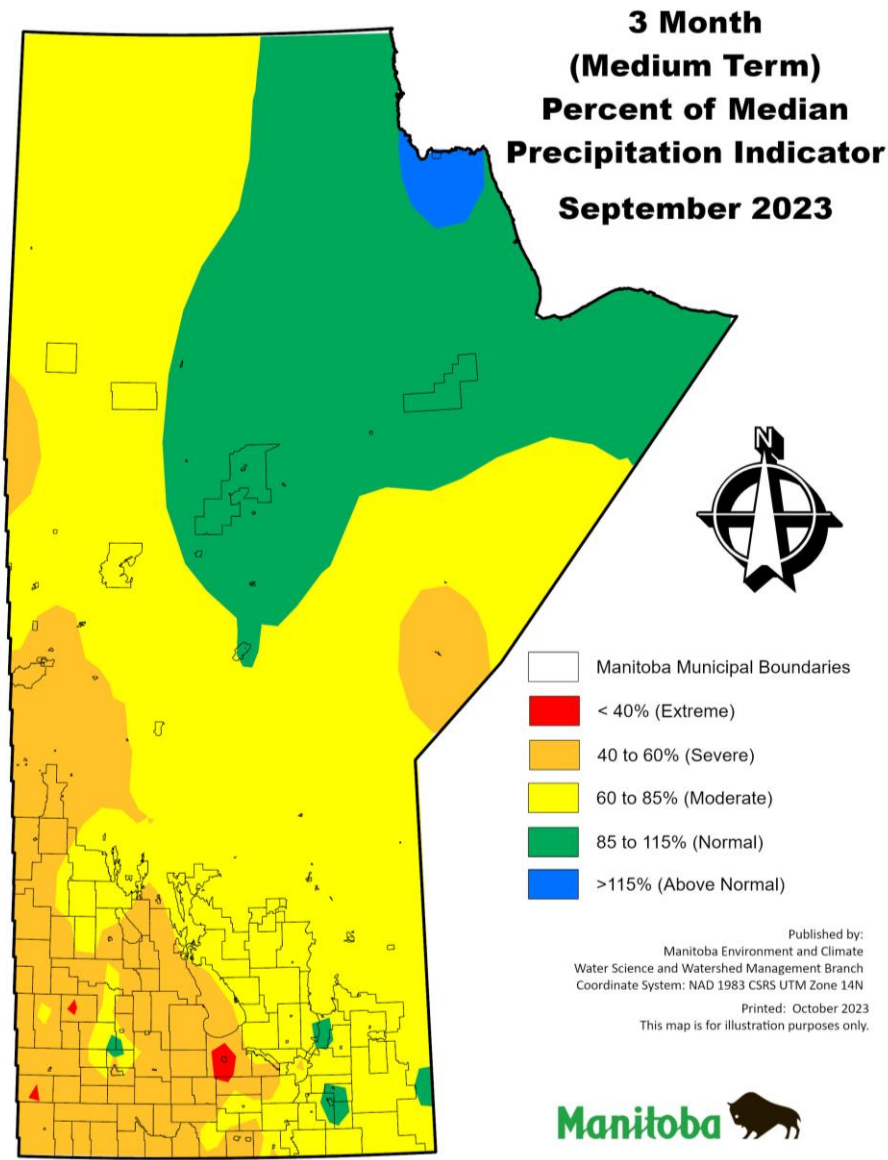 3 Month
(Medium Term)
Percent of Median
Precipitation Indicator
September 2023
N
Manitoba Municipal Boundaries
< 40% (Extreme)
40 to 60% (Severe)
60 to 85% (Moderate)
85 to 115% (Normal)
>115% (Above Normal)
Published by:
Manitoba Environment and Climate
Water Science and Watershed Management Branch
Coordinate System: NAD 1983 CSRS UTM Zone 14N
Printed: October 2023
This map is for illustration purposes only.
Manitoba